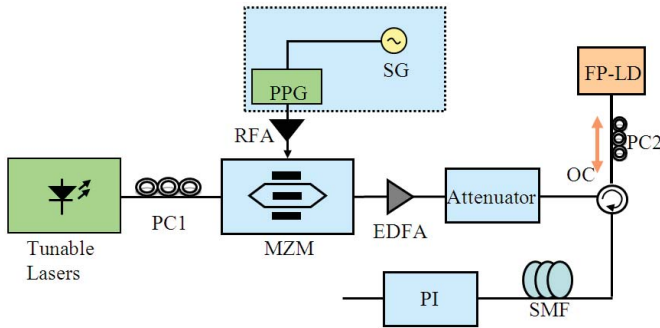 SG
PPG
FP-LD
RFA
PC2
OC
Attenuator
PC1
MZM
EDFA
Tunable
Lasers
PI
SMF